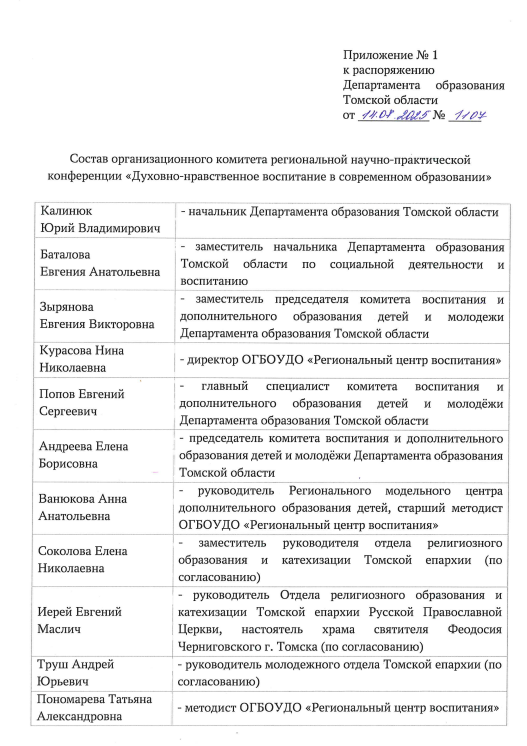 Приложение № 1
к распоряжению
Департамента образования
Томской области
от 14.08.2025 № 1107
Состав организационного комитета региональной научно-практической
конференции «Духовно-нравственное воспитание в современном образовании»
Калинюк
Юрий Владимирович
- начальник Департамента образования Томской области
Баталова
Евгения Анатольевна
- заместитель начальника Департамента образования
Томской области по социальной деятельности и
воспитанию
Зырянова
Евгения Викторовна
- заместитель председателя комитета воспитания и
дополнительного образования детей и молодежи
Департамента образования Томской области
Курасова Нина
Николаевна
- директор ОГБОУДО «Региональный центр воспитания»
Попов Евгений
Сергеевич
- главный специалист комитета воспитания и
дополнительного образования детей и молодёжи
Департамента образования Томской области
Андреева Елена
Борисовна
- председатель комитета воспитания и дополнительного
образования детей и молодёжи Департамента образования
Томской области
Ванюкова Анна
Анатольевна
- руководитель Регионального модельного центра
дополнительного образования детей, старший методист
ОГБОУДО «Региональный центр воспитания»
Соколова Елена
Николаевна
- заместитель руководителя отдела религиозного
образования и катехизации Томской епархии (по
согласованию)
Иерей Евгений
Маслич
- руководитель Отдела религиозного образования и
катехизации Томской епархии Русской Православной
Церкви, настоятель храма святителя Феодосия
Черниговского г. Томска (по согласованию)
Труш Андрей
Юрьевич
- руководитель молодежного отдела Томской епархии (по
согласованию)
Пономарева Татьяна
Александровна
- методист ОГБОУДО «Региональный центр воспитания»